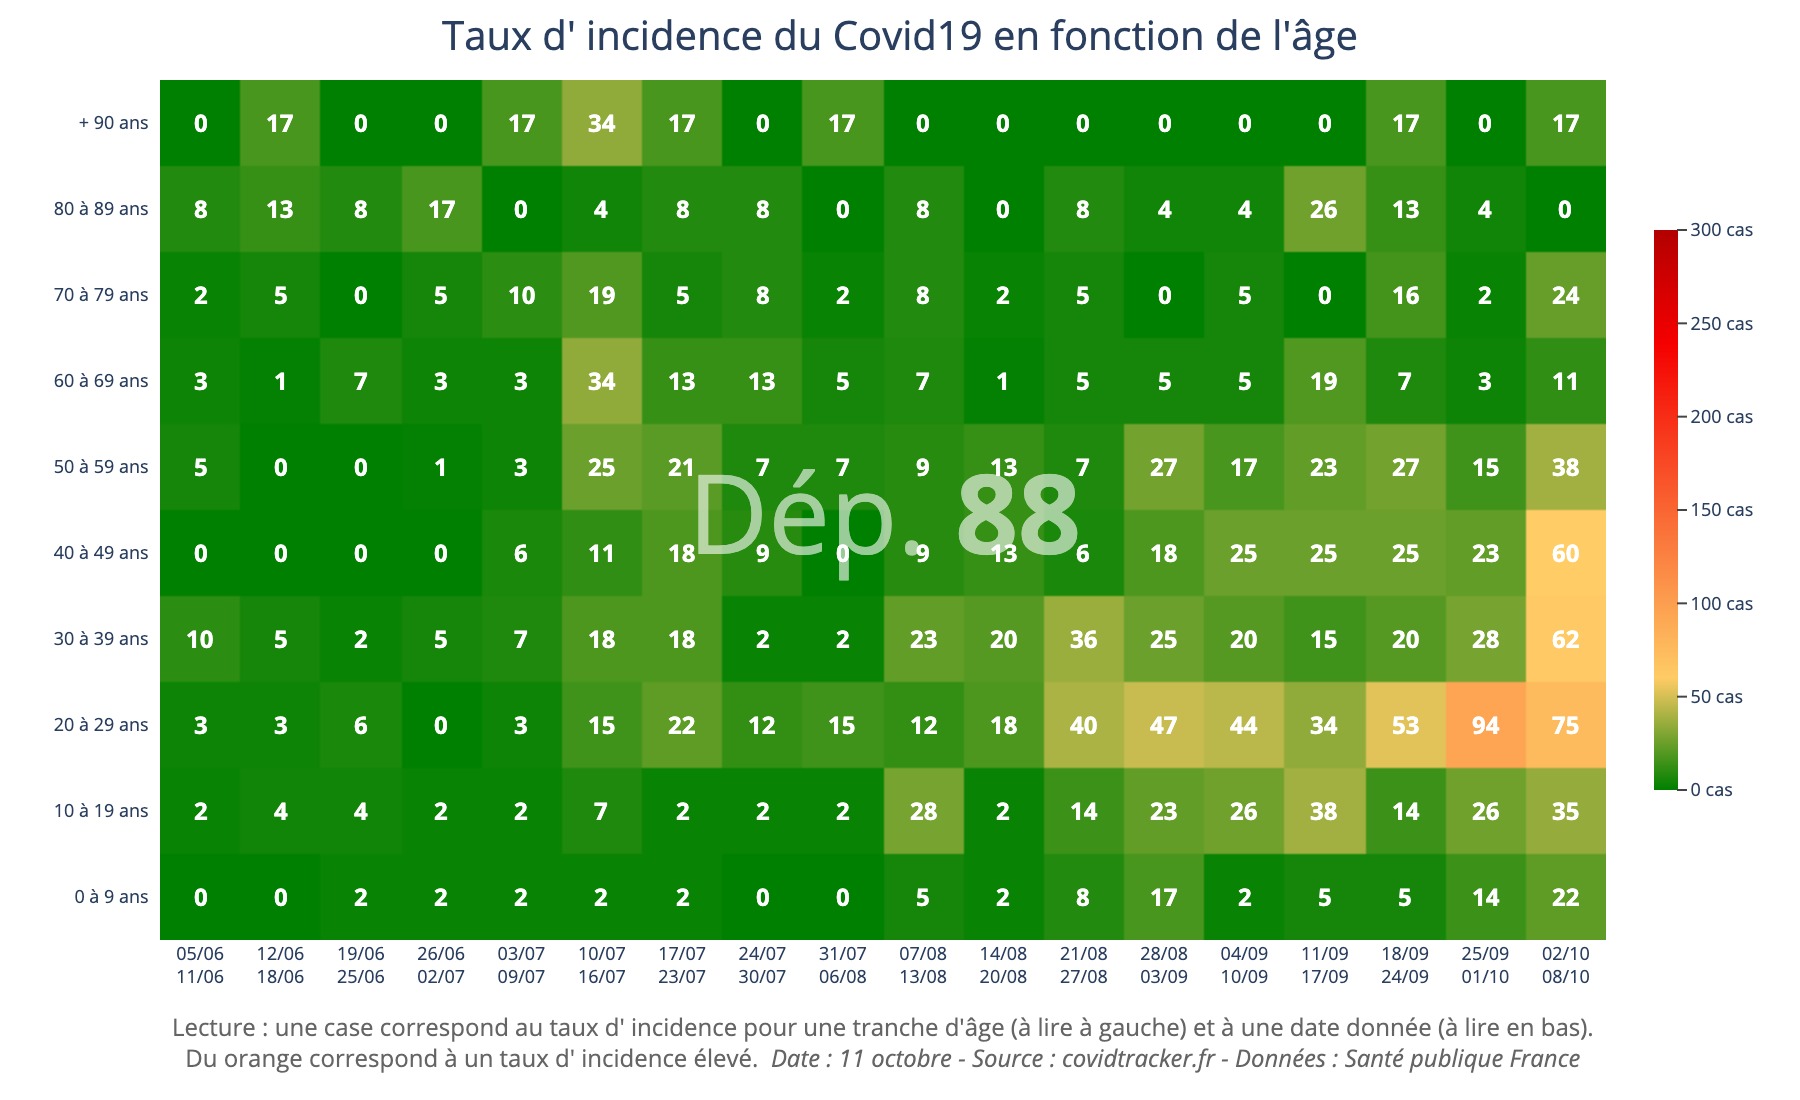 Taux d' incidence du Covid19 en fonction de l'âge
+ 90 ans 0 17 0 0 17 34 17 0 17 0 0 0 0 0 0 17 0 17
80 à 89 ans 8 13 8 17 0 4 8 8 0 8 0 8 4 4 26 13 4 0
300 cas
70 à 79 ans 2 5 0 5 10 19 5 8 2 8 2 5 0 5 0 16 2 24
250 cas
60 à 69 ans 3 1 7 3 3 34 13 13 5 7 1 5 5 5 19 7 3 11
200 cas
50 à 59 ans 5 0 0 1 3 25 21 7 7 9 13 7 27 17 23 27 15 38
Dép. 88
150 cas
40 à 49 ans 0 0 0 0 6 11 18 9 0 9 13 6 18 25 25 25 23 60
100 cas
30 à 39 ans 10 5 2 5 7 18 18 2 2 23 20 36 25 20 15 20 28 62
50 cas
20 à 29 ans 3 3 6 0 3 15 22 12 15 12 18 40 47 44 34 53 94 75
0 cas
10 à 19 ans 2 4 4 2 2 7 2 2 2 28 2 14 23 26 38 14 26 35
0 à 9 ans 0 0 2 2 2 2 2 0 0 5 2 8 17 2 5 5 14 22
05/06 12/06 19/06 26/06 03/07 10/07 17/07 24/07 31/07 07/08 14/08 21/08 28/08 04/09 11/09 18/09 25/09 02/10
11/06 18/06 25/06 02/07 09/07 16/07 23/07 30/07 06/08 13/08 20/08 27/08 03/09 10/09 17/09 24/09 01/10 08/10
Lecture : une case correspond au taux d' incidence pour une tranche d'âge (à lire à gauche) et à une date donnée (à lire en bas).
Du orange correspond à un taux d' incidence élevé. Date : 11 octobre - Source : covidtracker.fr - Données : Santé publique France